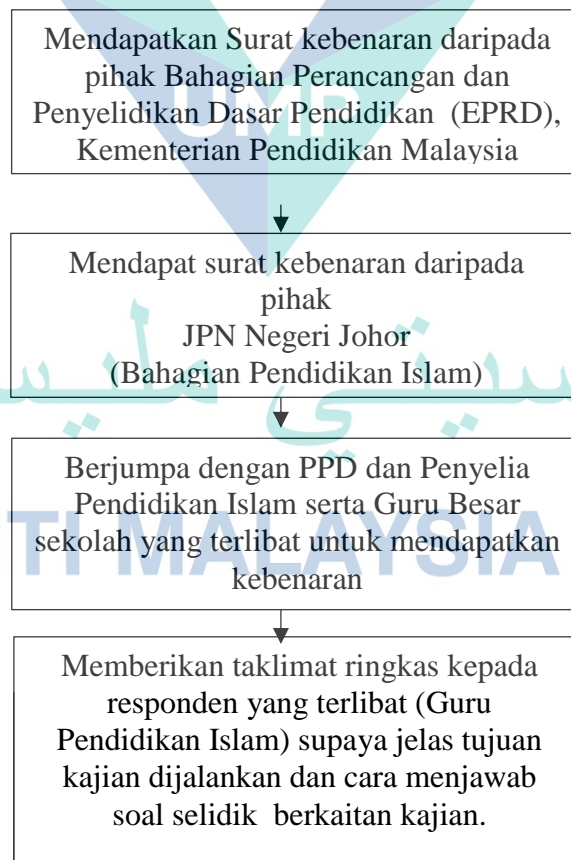 Mendapatkan Surat kebenaran daripada
pihak Bahagian Perancangan dan
Penyelidikan Dasar Pendidikan (EPRD),
Kementerian Pendidikan Malaysia
UMP
Mendapat surat kebenaran daripada
pihak
JPN Negeri Johor
(Bahagian Pendidikan Islam)
Berjumpa dengan PPD dan Penyelia
Pendidikan Islam serta Guru Besar
sekolah yang terlibat untuk mendapatkan
kebenaran
TI MALAYSIA
Memberikan taklimat ringkas kepada
responden yang terlibat (Guru
Pendidikan Islam) supaya jelas tujuan
kajian dijalankan dan cara menjawab
soal selidik berkaitan kajian.